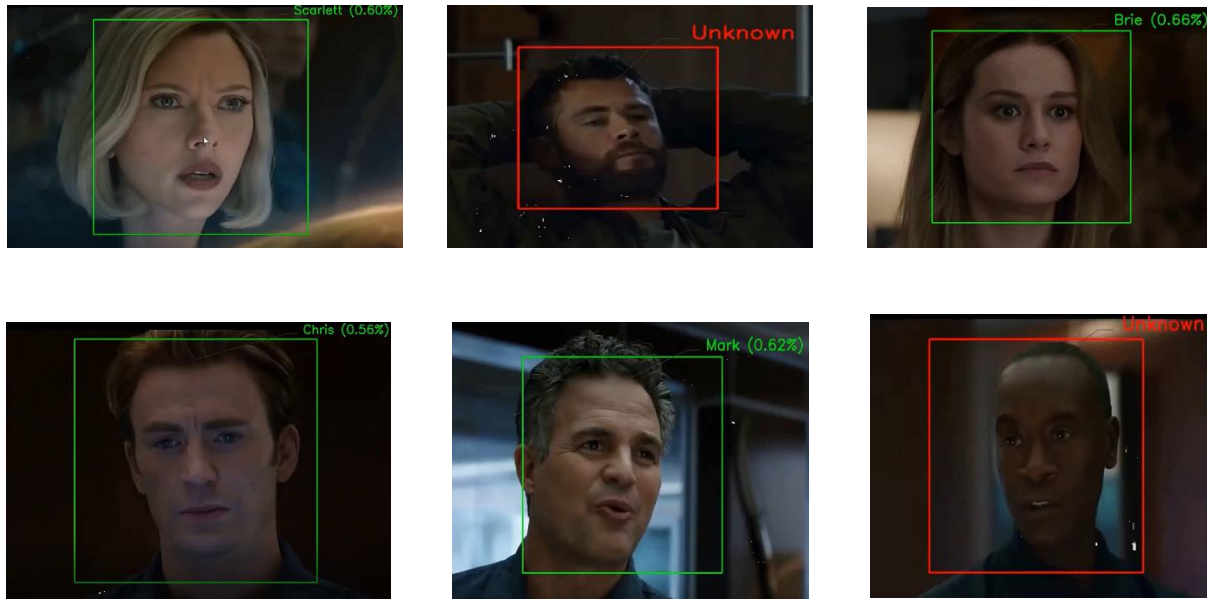 Scarlett (0.60%)
Unknown
Brie (0.66%)
Chris (0.56%)
Mark (0.62%)
Unknown